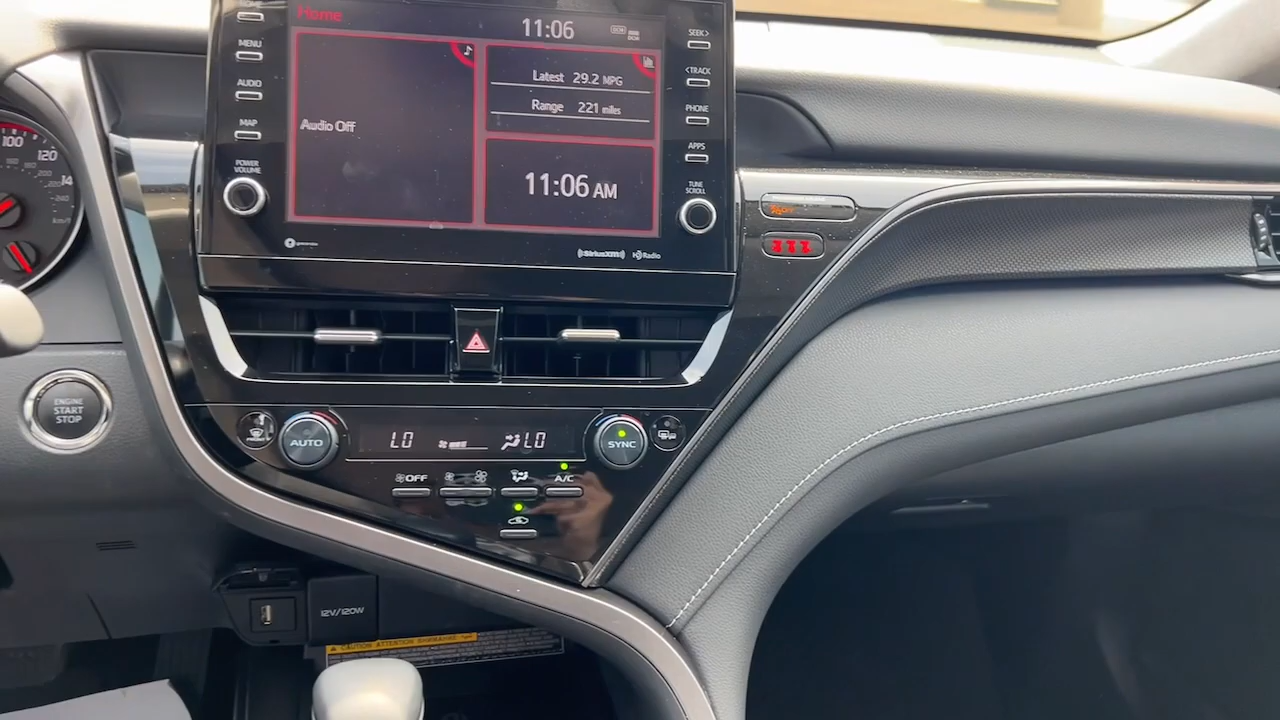 Home
11:06
MENU
AUDIO
MAP
POWER
VOLUME
SEEK>
<TRACK
PHONE
APPS
TUNE
SCROLL
Audio Off
Latest 29.2 MPG
Range 221 miles
11:06 AM
((SiriusXM))
HD Radio
100
120
ENGINE
START
STOP
AUTO
LO
LO
SYNC
OFF
A/C
12V/120W
CAUTION ATTENTION